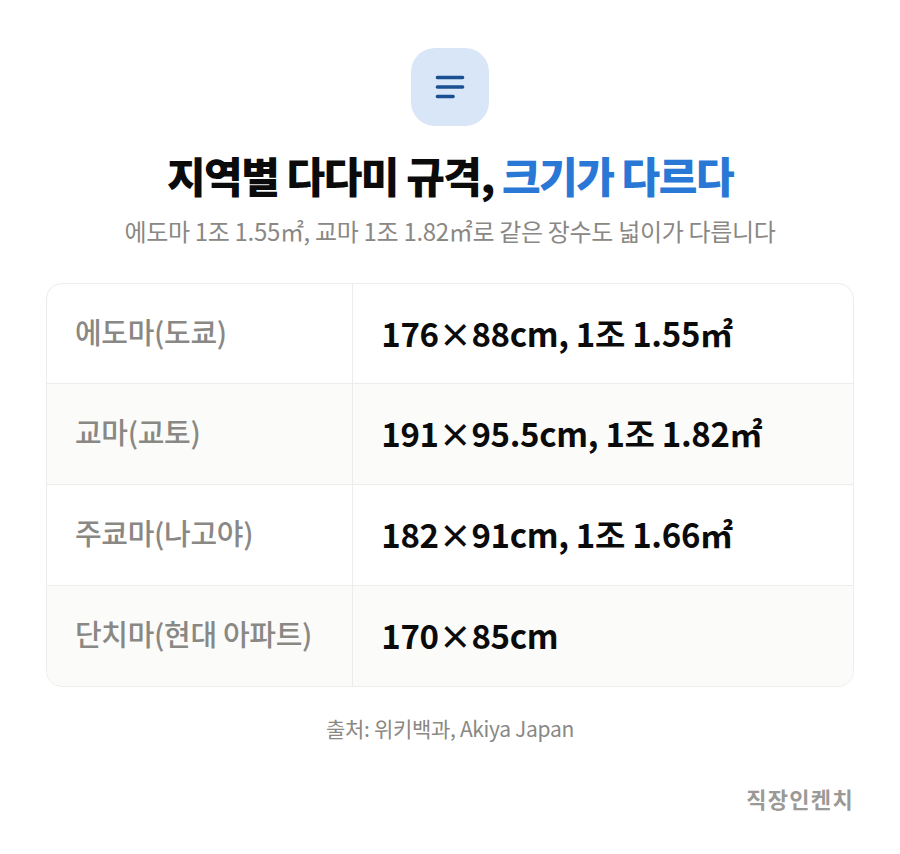 지역별 다다미 규격, 크기가 다르다
에도마 1조 1.55㎡, 교마 1조 1.82㎡로 같은 장수도 넓이가 다릅니다
에도마(도쿄)
176×88cm, 1조 1.55㎡
교마(교토)
191×95.5cm, 1조 1.82㎡
주쿄마(나고야)
182×91cm, 1조 1.66㎡
단치마(현대 아파트)
170×85cm
출처: 위키백과, Akiya Japan
직장인켄치